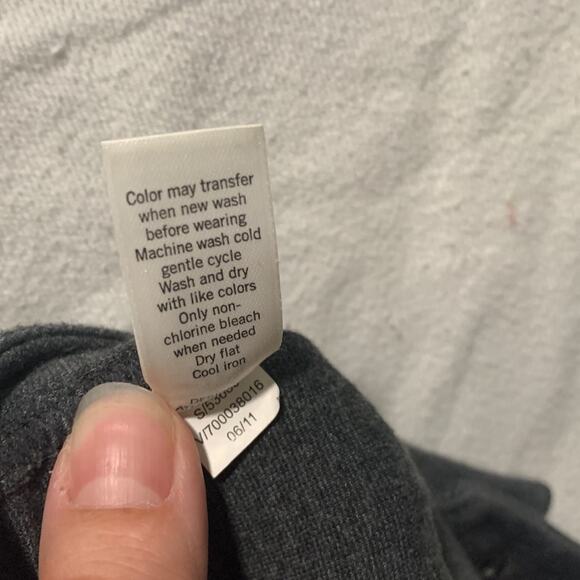 Color may transfer
when new wash
before wearing
Machine wash cold
gentle cycle
Wash and dry
with like colors
Only non-
chlorine bleach
when needed
Dry flat
Cool iron
V/700038016
06/11